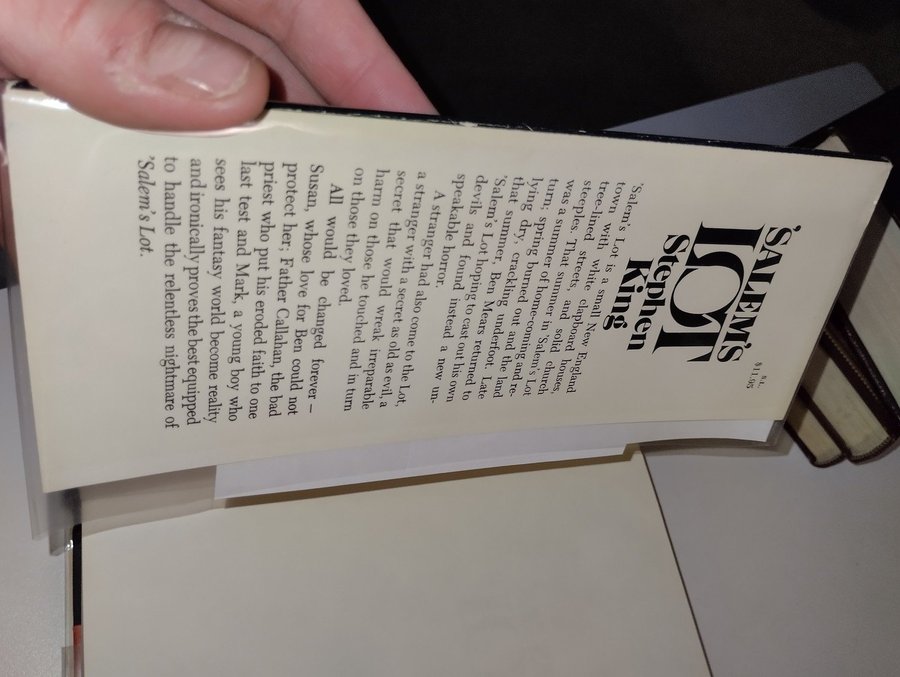 S.L.
$11.95
'SALEM'S
LOT
Stephen
King
'Salem's Lot is a small New England
town with white clapboard houses,
tree-lined streets, and solid church
steeples. That summer in 'Salem's Lot
was a summer of home-coming and re-
turn; spring burned out and the land
lying dry, crackling underfoot. Late
that summer, Ben Mears returned to
'Salem's Lot hoping to cast out his own
devils and found instead a new un-
speakable horror.
A stranger had also come to the Lot,
a stranger with a secret as old as evil, a
secret that would wreak irreparable
harm on those he touched and in turn
on those they loved.
All would be changed forever –
Susan, whose love for Ben could not
protect her; Father Callahan, the bad
priest who put his eroded faith to one
last test and Mark, a young boy who
sees his fantasy world become reality
and ironically proves the best equipped
to handle the relentless nightmare of
'Salem's Lot.